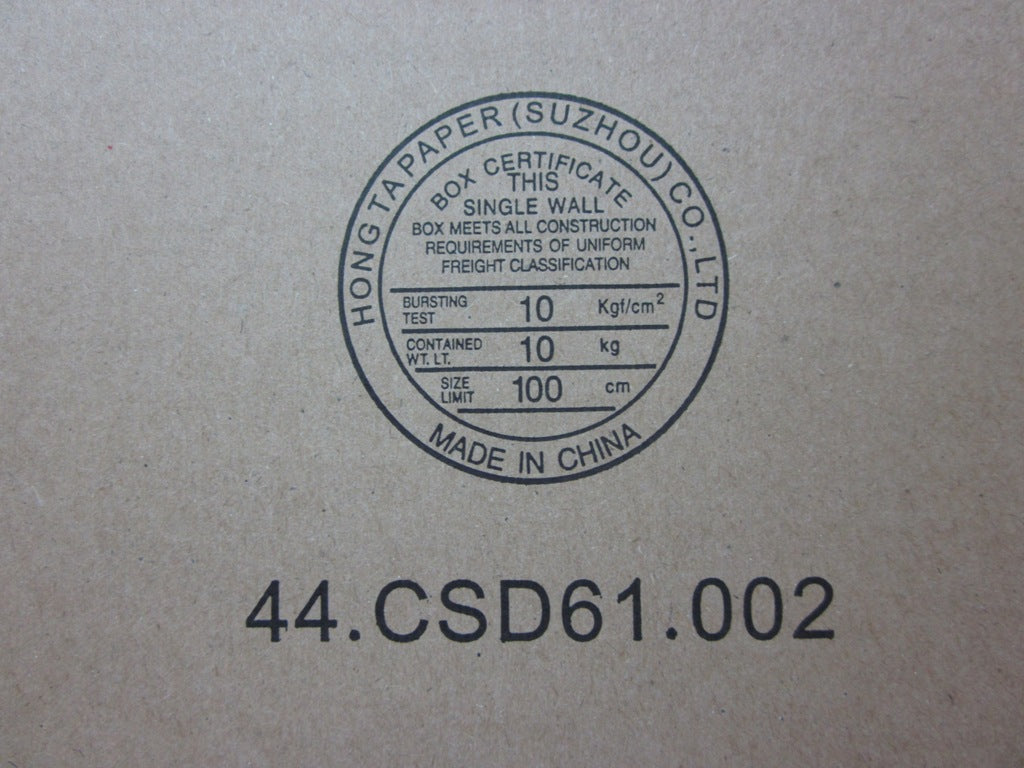 HONG TA PAPER (SUZHOU) CO.,LTD
BOX CERTIFICATE
THIS
SINGLE WALL
BOX MEETS ALL CONSTRUCTION
REQUIREMENTS OF UNIFORM
FREIGHT CLASSIFICATION
BURSTING TEST 10 Kgf/cm²
CONTAINED WT. LT. 10 kg
SIZE LIMIT 100 cm
MADE IN CHINA
44.CSD61.002